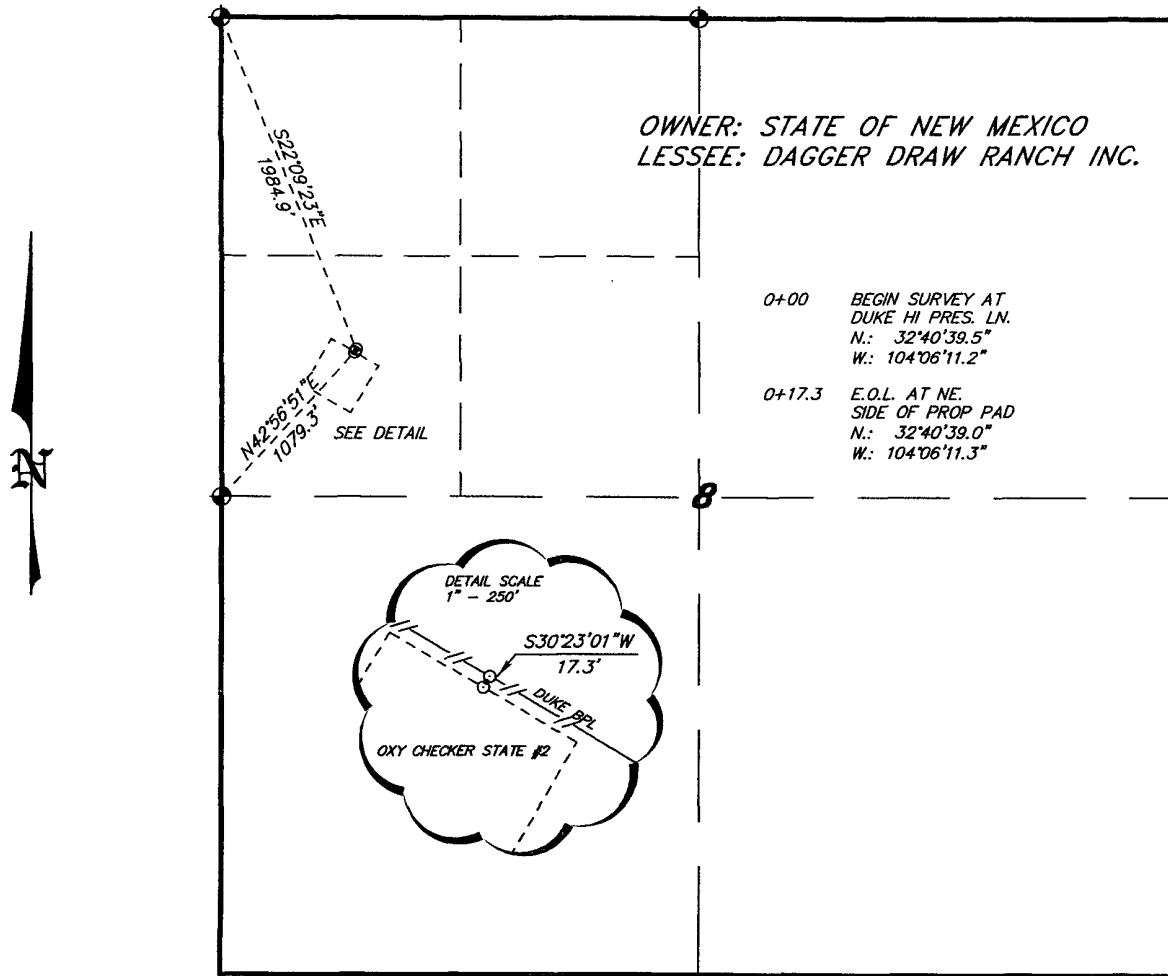 OWNER: STATE OF NEW MEXICO
LESSEE: DAGGER DRAW RANCH INC.
S22°09'23"E
1984.9'
0+00 BEGIN SURVEY AT
DUKE HI PRES. LN.
N.: 32°40'39.5"
W.: 104°06'11.2"
0+17.3 E.O.L. AT NE.
SIDE OF PROP PAD
N.: 32°40'39.0"
W.: 104°06'11.3"
N42°56'51"E
1079.3'
SEE DETAIL
N
8
DETAIL SCALE
1" - 250'
S30°23'01"W
17.3'
DUKE BPL
OXY CHECKER STATE #2